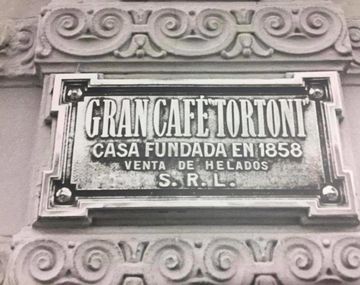 GRAN CAFÉ TORTONI
CASA FUNDADA EN 1858
VENTA DE HELADOS
S. R. L.